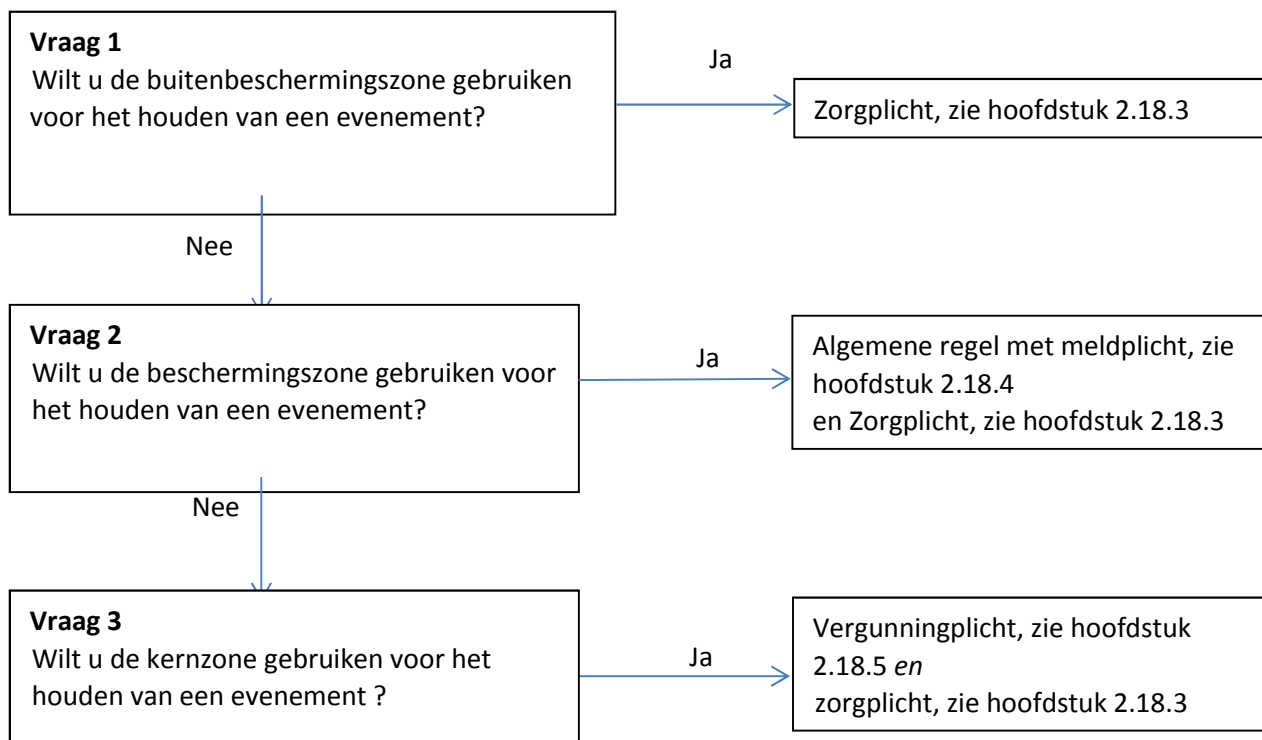 Vraag 1
Wilt u de buitenbeschermingszone gebruiken
voor het houden van een evenement?
Ja
Zorgplicht, zie hoofdstuk 2.18.3
Nee
Vraag 2
Wilt u de beschermingszone gebruiken voor
het houden van een evenement?
Ja
Algemene regel met meldplicht, zie
hoofdstuk 2.18.4
en Zorgplicht, zie hoofdstuk 2.18.3
Nee
Vraag 3
Wilt u de kernzone gebruiken voor het
houden van een evenement ?
Ja
Vergunningplicht, zie hoofdstuk
2.18.5 en
zorgplicht, zie hoofdstuk 2.18.3